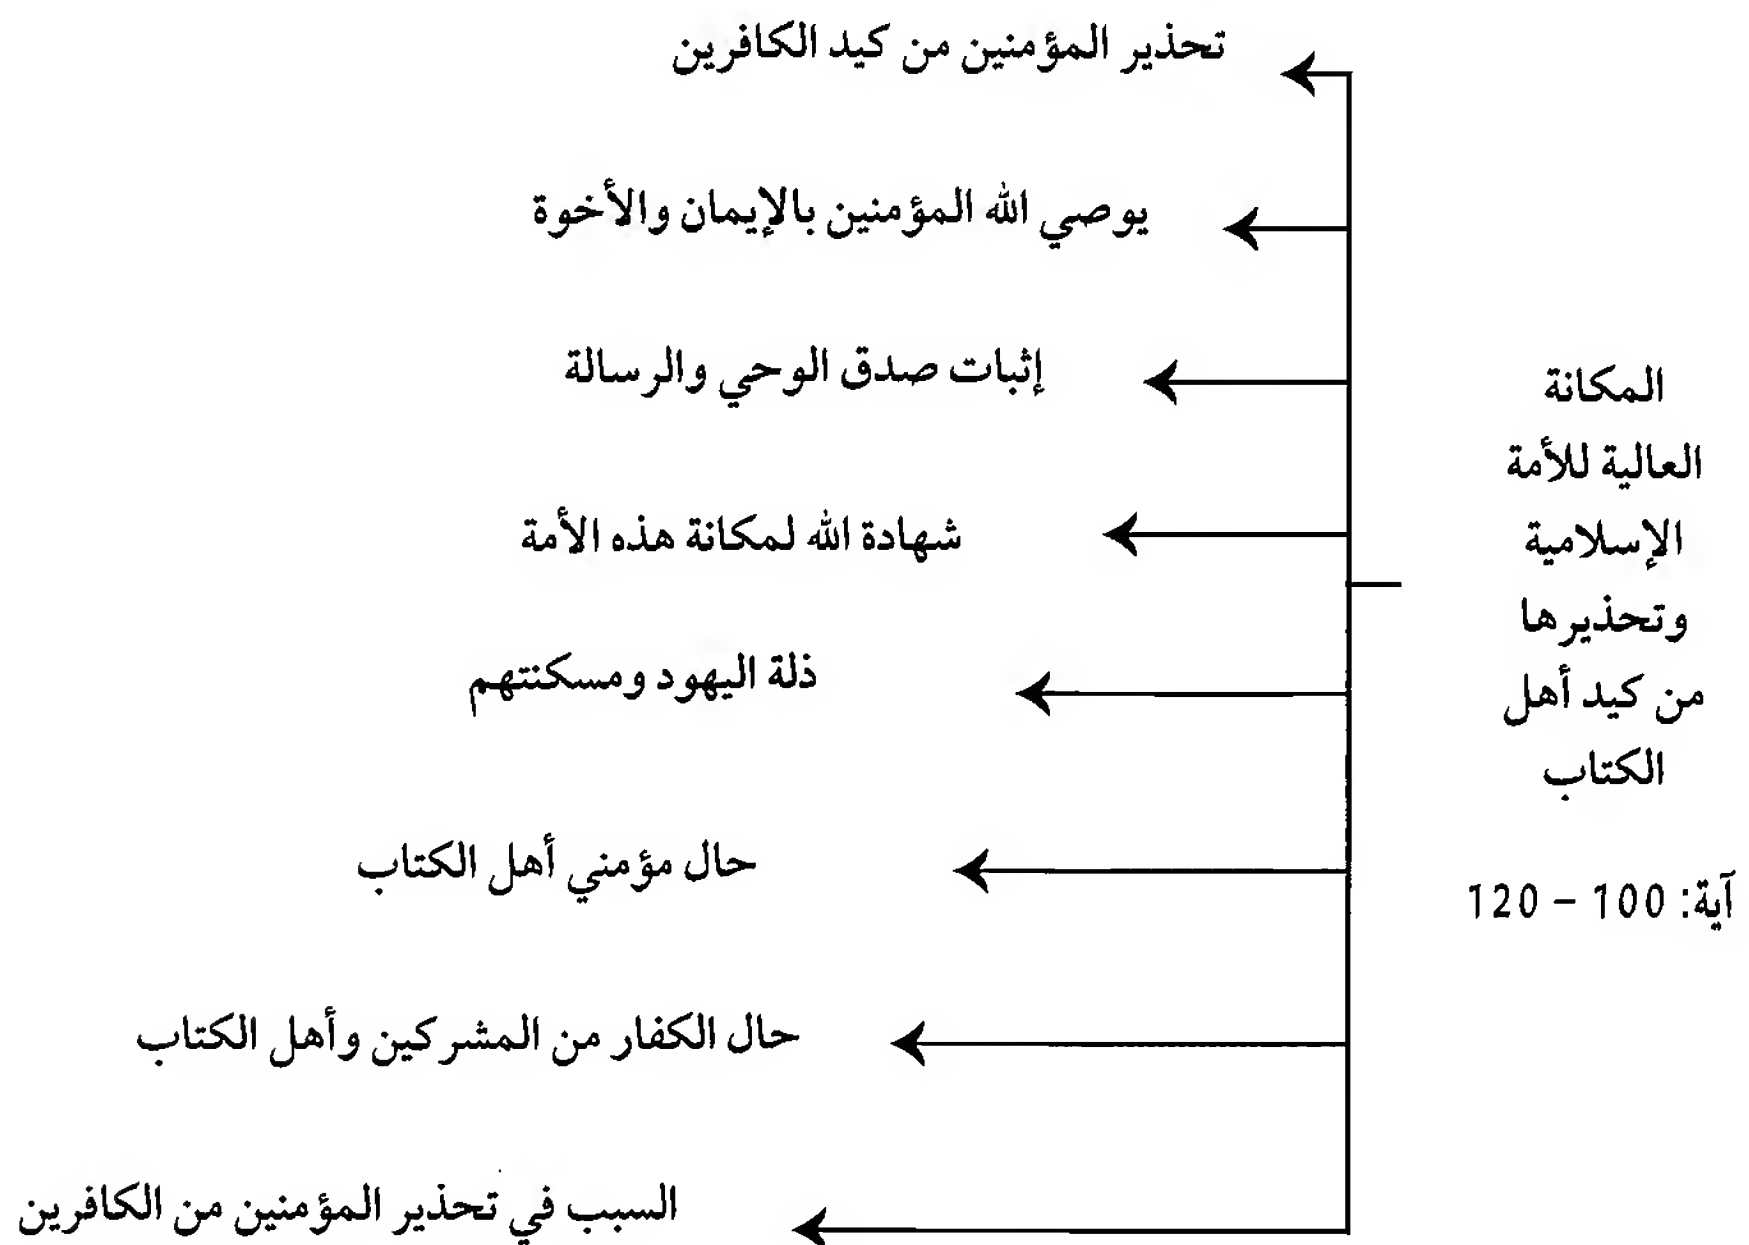 المكانة
العالية للأمة
الإسلامية
وتحذيرها
من كيد أهل
الكتاب
آية: 100 – 120
تحذير المؤمنين من كيد الكافرين
يوصي الله المؤمنين بالإيمان والأخوة
إثبات صدق الوحي والرسالة
شهادة الله لمكانة هذه الأمة
ذلة اليهود ومسكنتهم
حال مؤمني أهل الكتاب
حال الكفار من المشركين وأهل الكتاب
السبب في تحذير المؤمنين من الكافرين